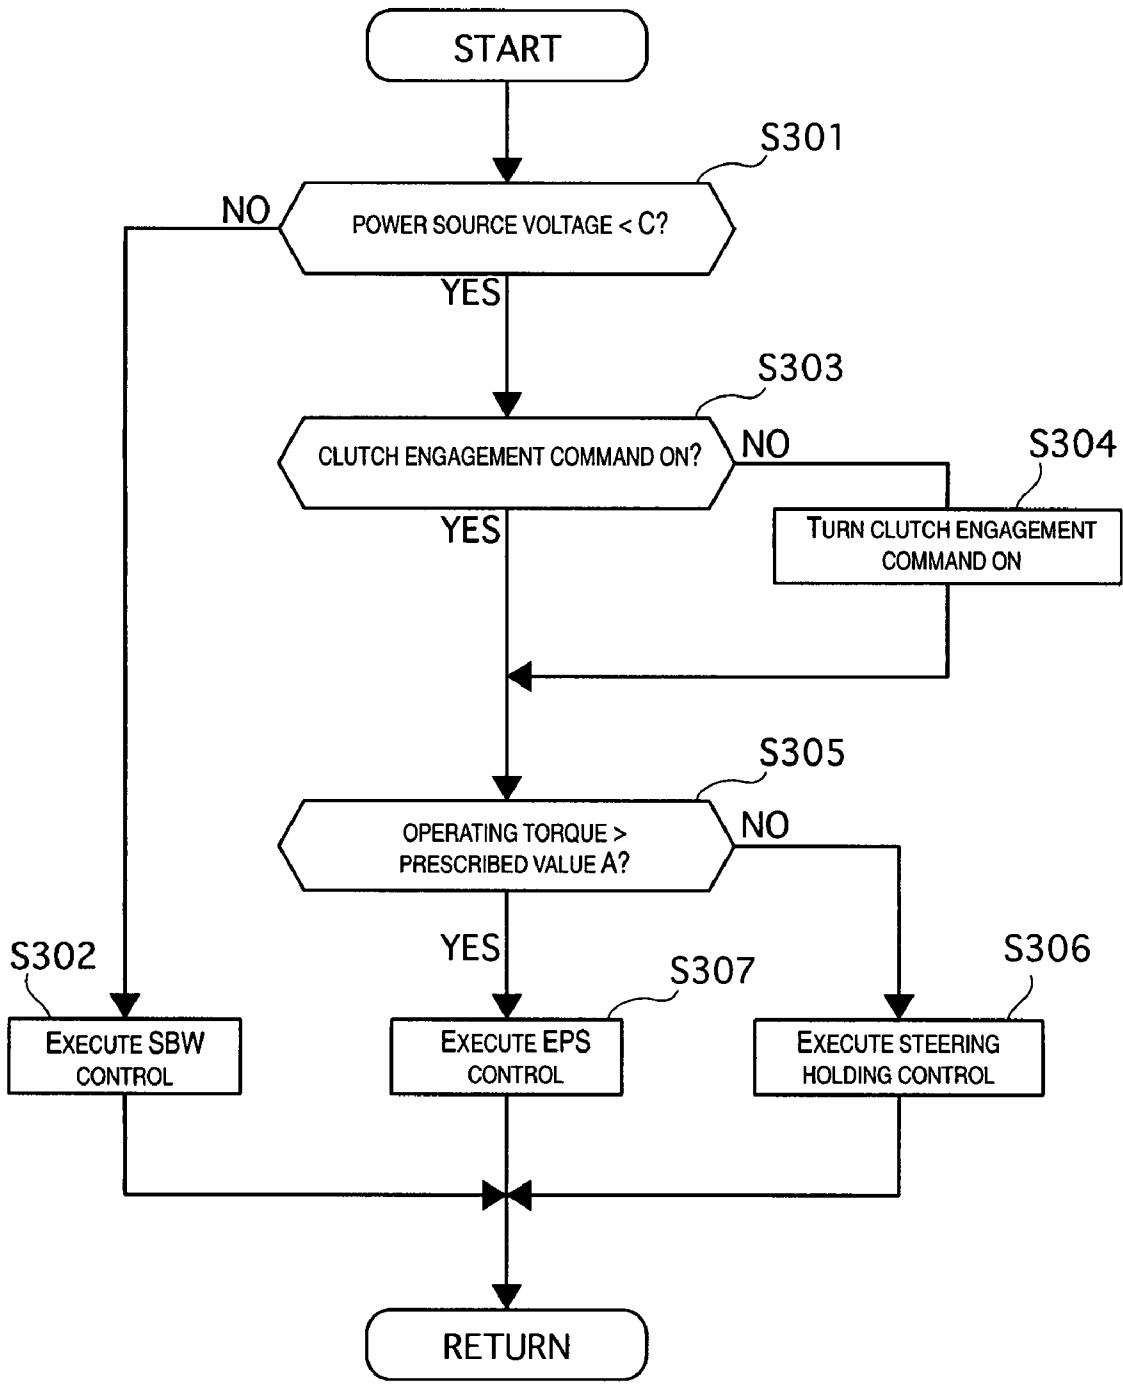 START
S301
NO
POWER SOURCE VOLTAGE < C?
YES
S303
CLUTCH ENGAGEMENT COMMAND ON?
NO
S304
YES
TURN CLUTCH ENGAGEMENT
COMMAND ON
S305
OPERATING TORQUE >
PRESCRIBED VALUE A?
NO
YES
S302
S307
S306
EXECUTE SBW
CONTROL
EXECUTE EPS
CONTROL
EXECUTE STEERING
HOLDING CONTROL
RETURN